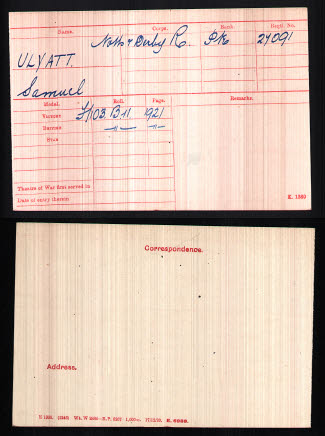 Name. Corps. Rank. Regtl. No.
Notts & Derby R. Pte 27091
ULYATT.
Samuel
Medal. Roll. Page. Remarks.
Victory F/103.B11 1921
British —"— —"—
Star
Theatre of War first served in
Date of entry therein
K. 1380
Correspondence.
Address.